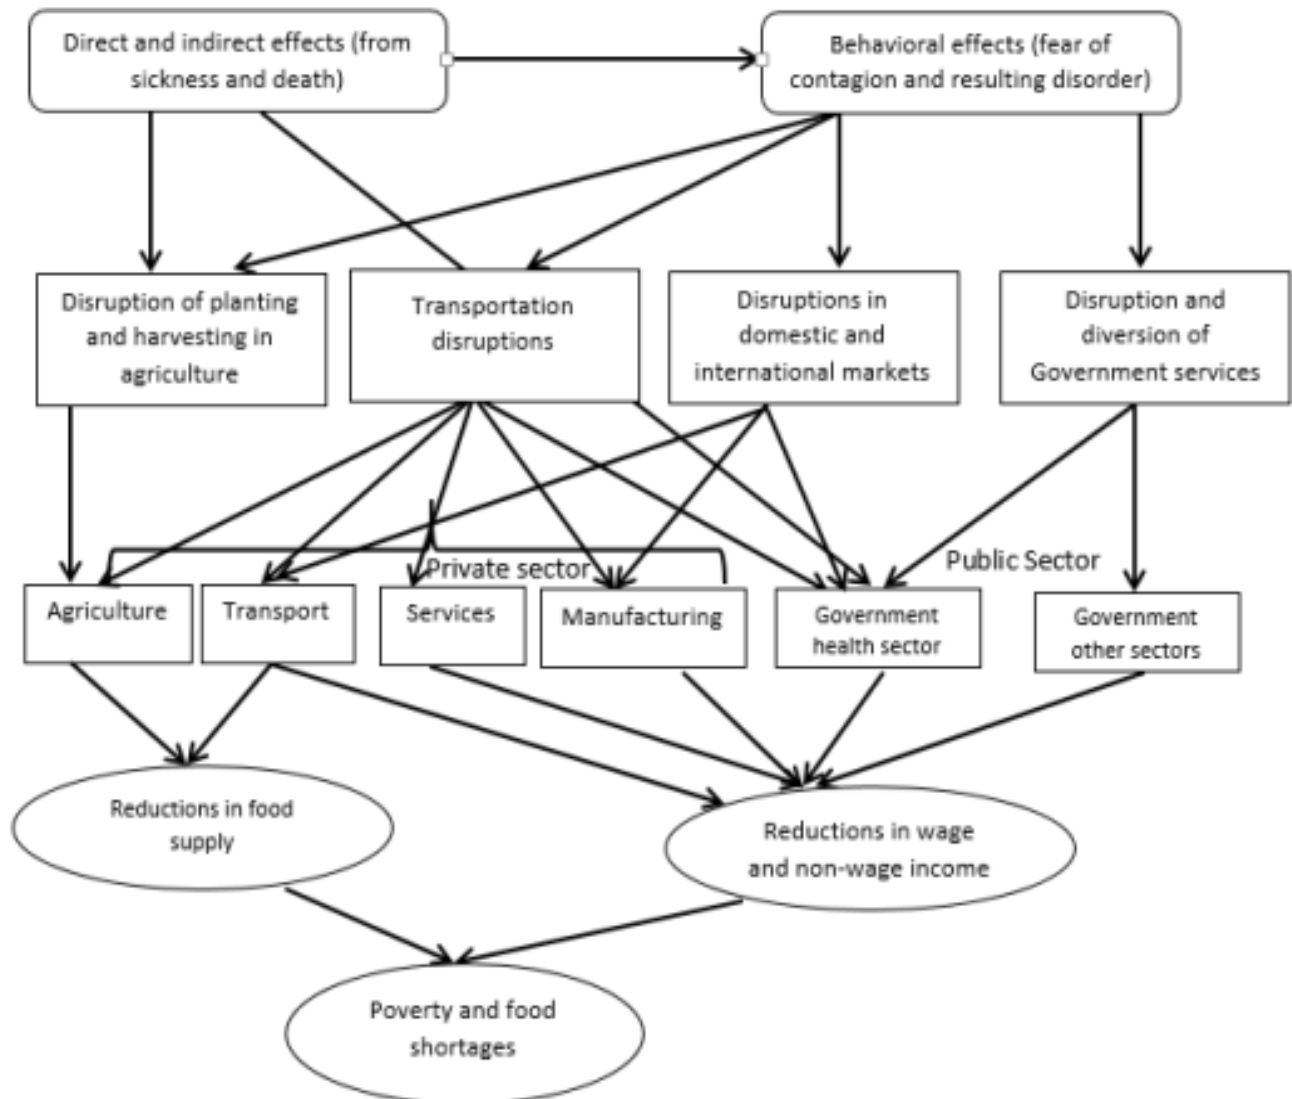 Direct and indirect effects (from
sickness and death)
Behavioral effects (fear of
contagion and resulting disorder)
Disruption of planting
and harvesting in
agriculture
Transportation
disruptions
Disruptions in
domestic and
international markets
Disruption and
diversion of
Government services
Private sector
Public Sector
Agriculture
Transport
Services
Manufacturing
Government
health sector
Government
other sectors
Reductions in food
supply
Reductions in wage
and non-wage income
Poverty and food
shortages